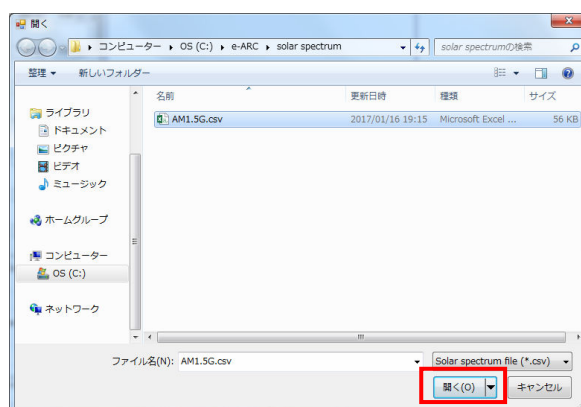 開く
コンピューター ▸ OS (C:) ▸ e-ARC ▸ solar spectrum
solar spectrumの検索
整理 ▼ 新しいフォルダー
名前 更新日時 種類 サイズ
AM1.5G.csv 2017/01/16 19:15 Microsoft Excel ... 56 KB
ライブラリ
ドキュメント
ピクチャ
ビデオ
ミュージック
ホームグループ
コンピューター
OS (C:)
ネットワーク
ファイル名(N): AM1.5G.csv
Solar spectrum file (*.csv)
開く(O) キャンセル